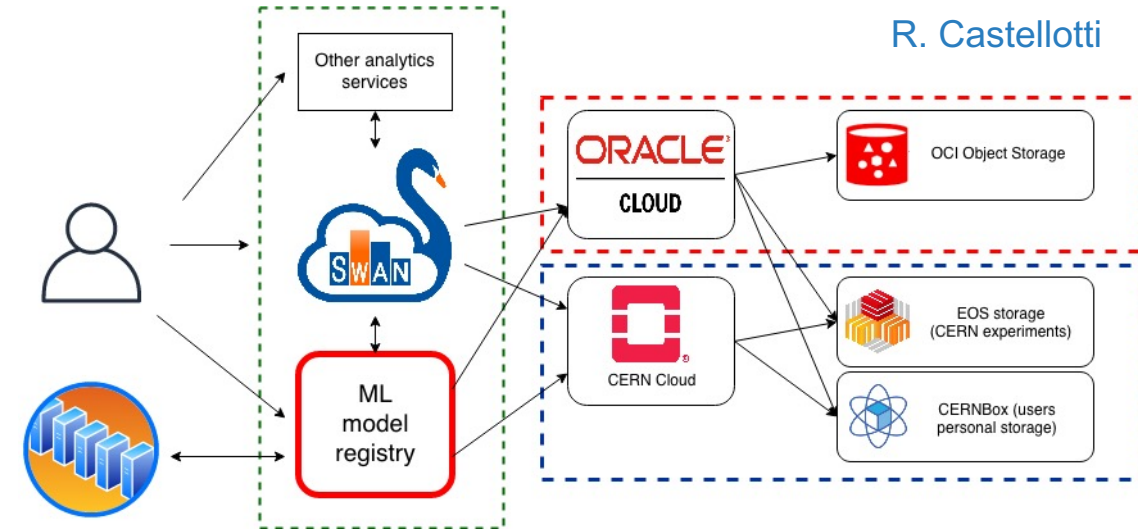 R. Castellotti
Other analytics
services
ORACLE
CLOUD
OCI Object Storage
SWAN
EOS storage
(CERN experiments)
CERN Cloud
®
ML
model
registry
CERNBox (users
personal storage)